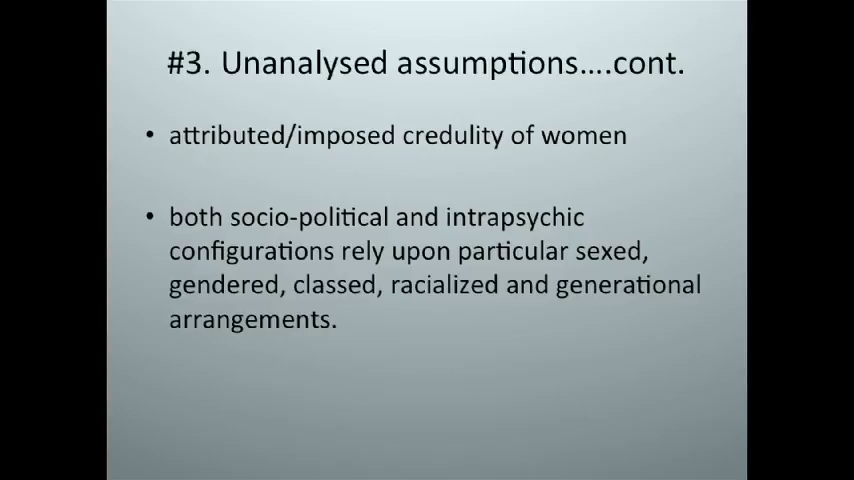 #3. Unanalysed assumptions….cont.
• attributed/imposed credulity of women
• both socio-political and intrapsychic
configurations rely upon particular sexed,
gendered, classed, racialized and generational
arrangements.